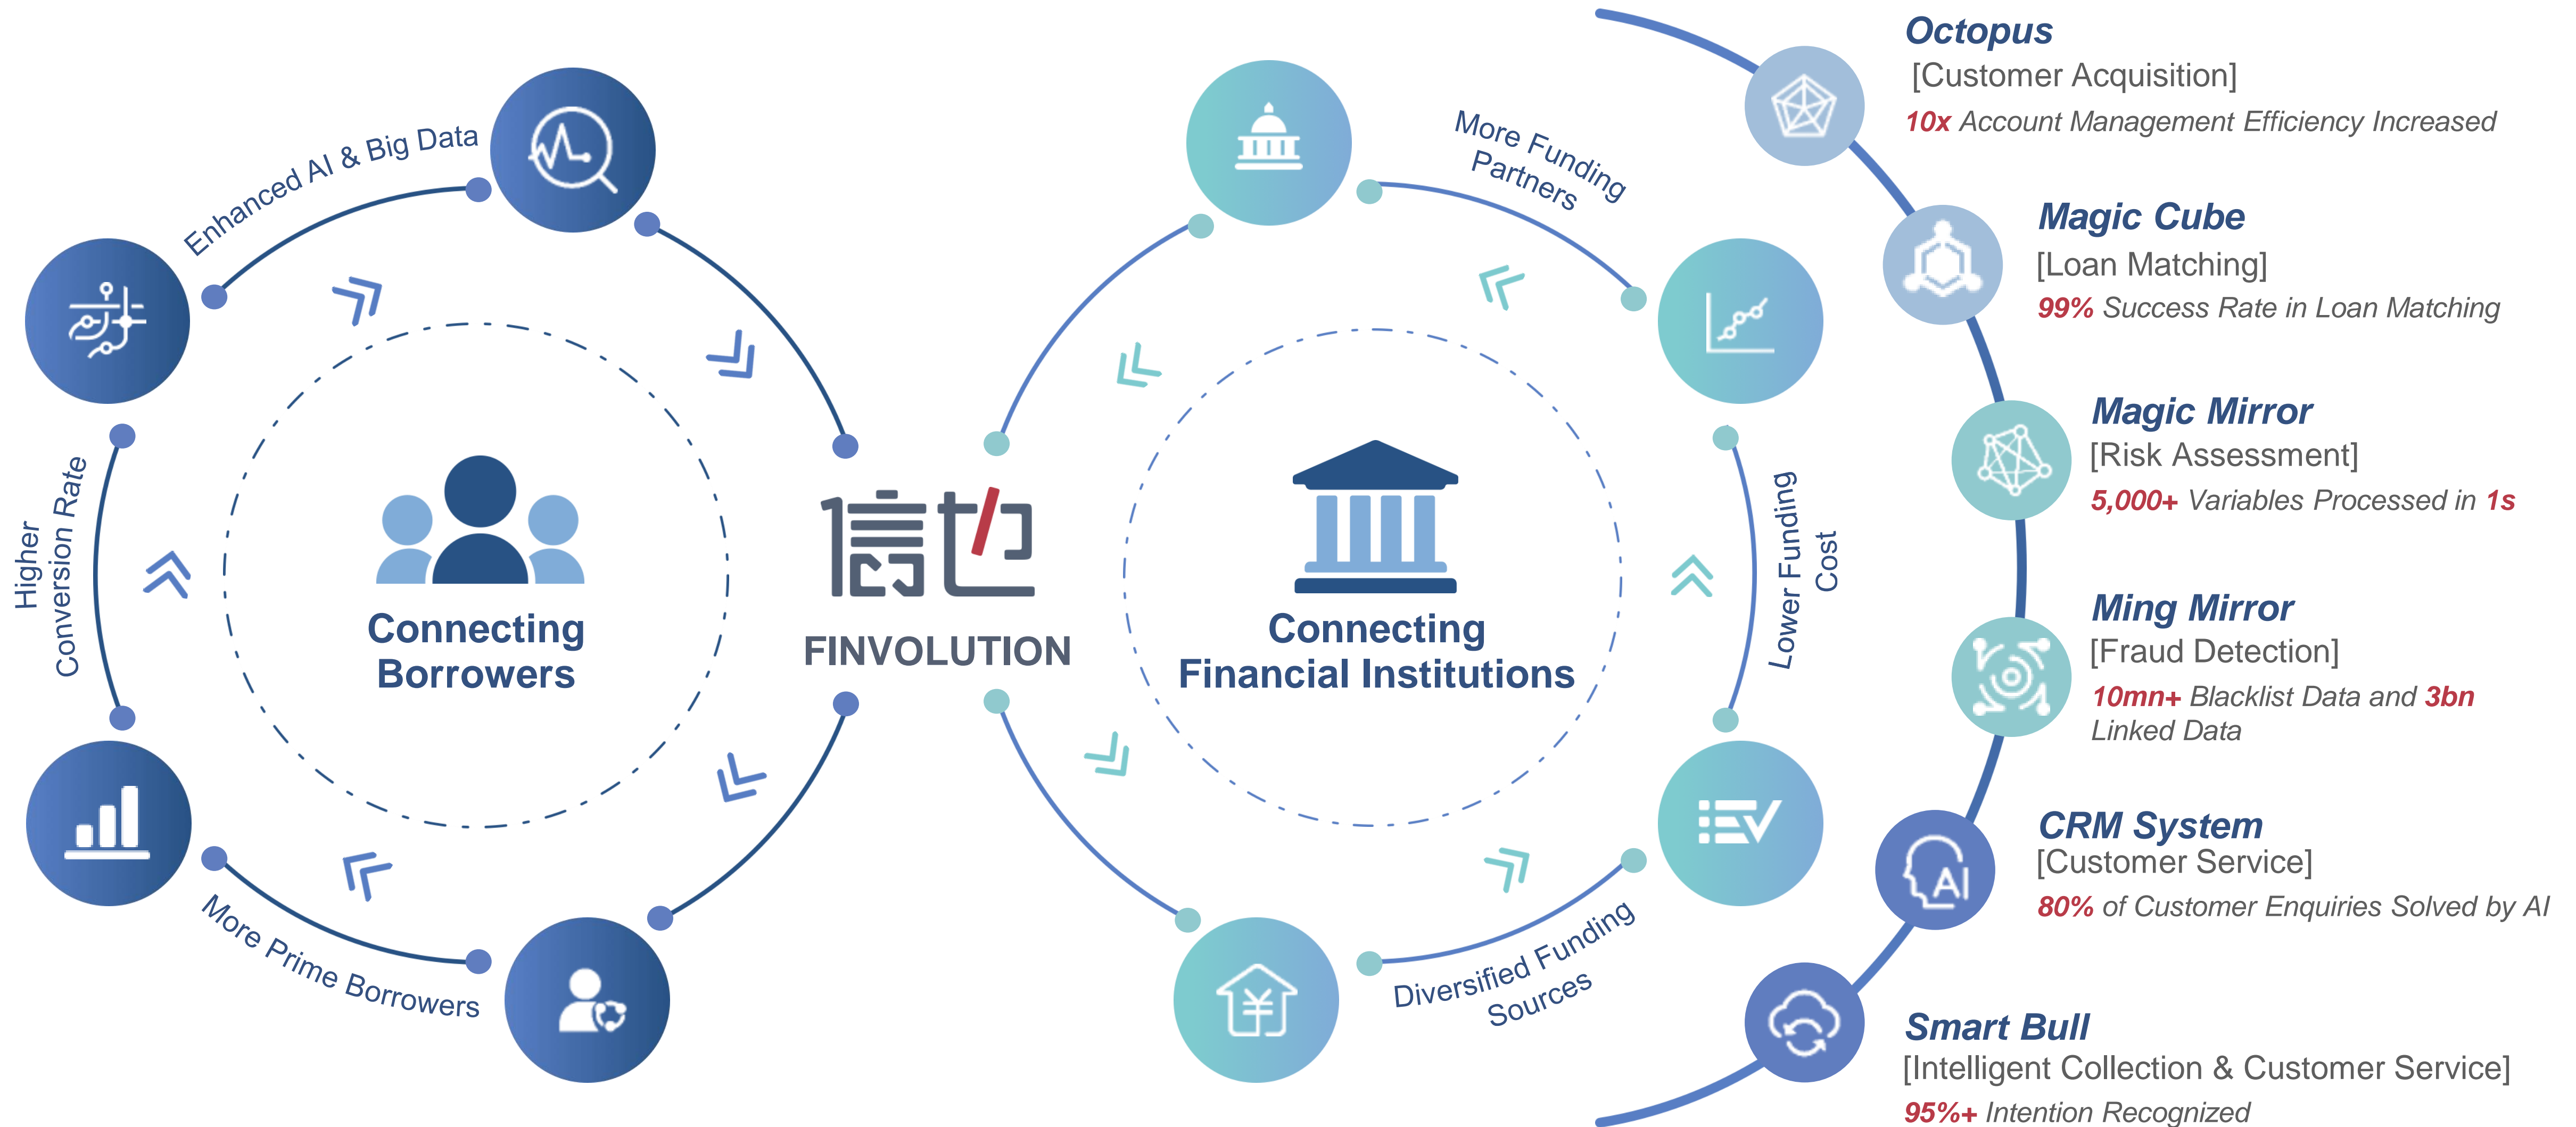 Enhanced AI & Big Data
Higher
Conversion Rate
More Prime Borrowers
Connecting
Borrowers
信也
FINVOLUTION
More Funding
Partners
Lower Funding
Cost
Diversified Funding
Sources
¥
Connecting
Financial Institutions
Octopus
[Customer Acquisition]
10x Account Management Efficiency Increased
Magic Cube
[Loan Matching]
99% Success Rate in Loan Matching
Magic Mirror
[Risk Assessment]
5,000+ Variables Processed in 1s
Ming Mirror
[Fraud Detection]
10mn+ Blacklist Data and 3bn
Linked Data
AI
CRM System
[Customer Service]
80% of Customer Enquiries Solved by AI
Smart Bull
[Intelligent Collection & Customer Service]
95%+ Intention Recognized